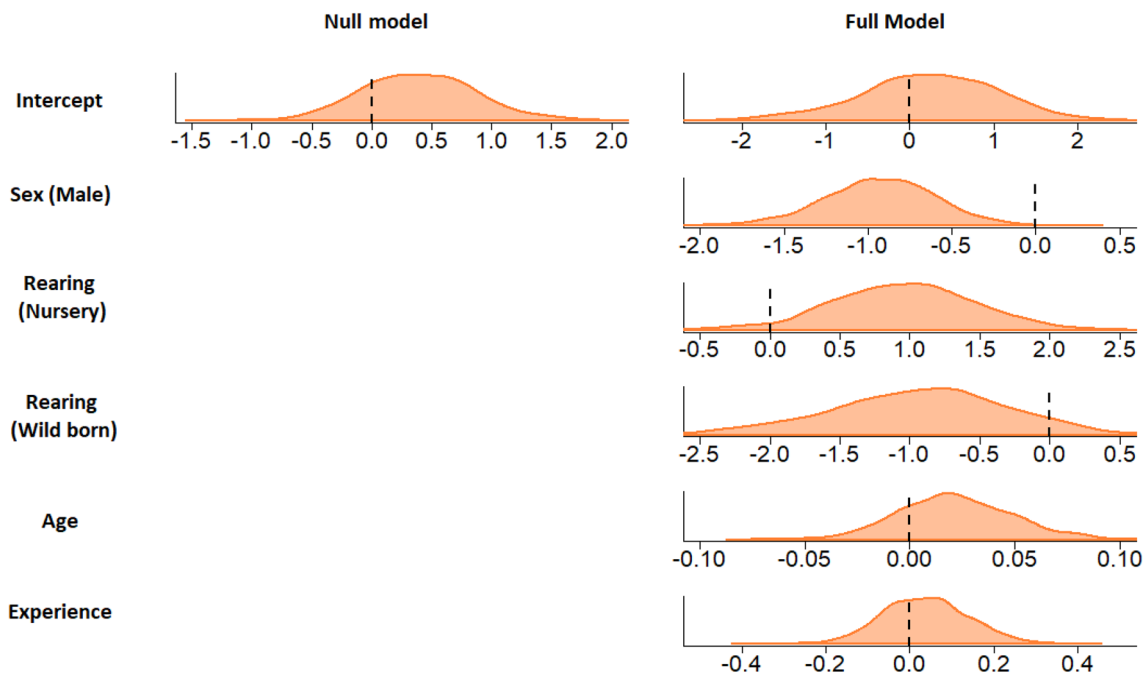 Null model
Full Model
Intercept
-1.5 -1.0 -0.5 0.0 0.5 1.0 1.5 2.0
-2 -1 0 1 2
Sex (Male)
-2.0 -1.5 -1.0 -0.5 0.0 0.5
Rearing
(Nursery)
-0.5 0.0 0.5 1.0 1.5 2.0 2.5
Rearing
(Wild born)
-2.5 -2.0 -1.5 -1.0 -0.5 0.0 0.5
Age
-0.10 -0.05 0.00 0.05 0.10
Experience
-0.4 -0.2 0.0 0.2 0.4